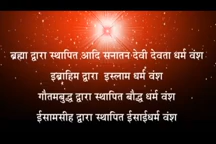 ब्रह्मा द्वारा स्थापित आदि सनातन देवी देवता धर्म वंश
इब्राहिम द्वारा इस्लाम धर्म वंश
गौतमबुद्ध द्वारा स्थापित बौद्ध धर्म वंश
ईसामसीह द्वारा स्थापित ईसाईधर्म वंश